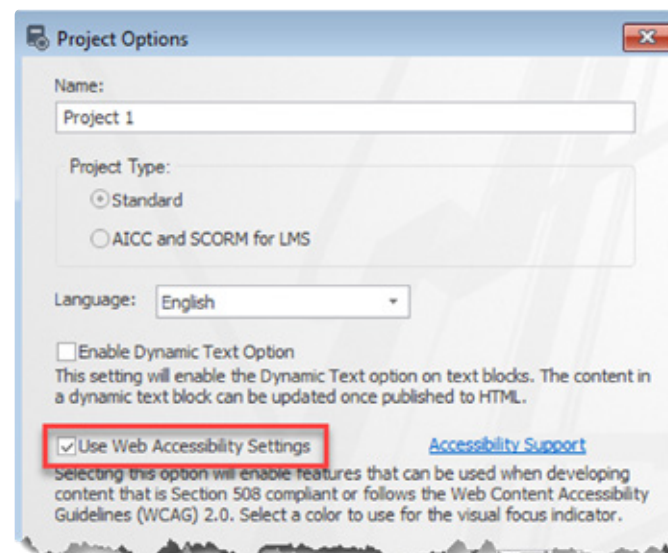 Project Options
Name:
Project 1
Project Type:
Standard
AICC and SCORM for LMS
Language:
English
Enable Dynamic Text Option
This setting will enable the Dynamic Text option on text blocks. The content in
a dynamic text block can be updated once published to HTML.
Use Web Accessibility Settings
Accessibility Support
Selecting this option will enable features that can be used when developing
content that is Section 508 compliant or follows the Web Content Accessibility
Guidelines (WCAG) 2.0. Select a color to use for the visual focus indicator.